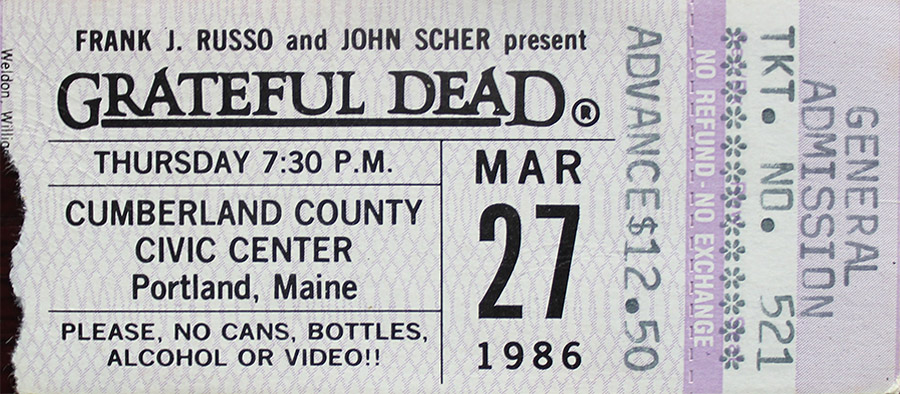 FRANK J. RUSSO and JOHN SCHER present
GRATEFUL DEAD®
THURSDAY 7:30 P.M.
CUMBERLAND COUNTY
CIVIC CENTER
Portland, Maine
PLEASE, NO CANS, BOTTLES,
ALCOHOL OR VIDEO!!
MAR
27
1986
ADVANCE $12.50
NO REFUND - NO EXCHANGE
TKT. NO. 521
GENERAL
ADMISSION
Weldon,